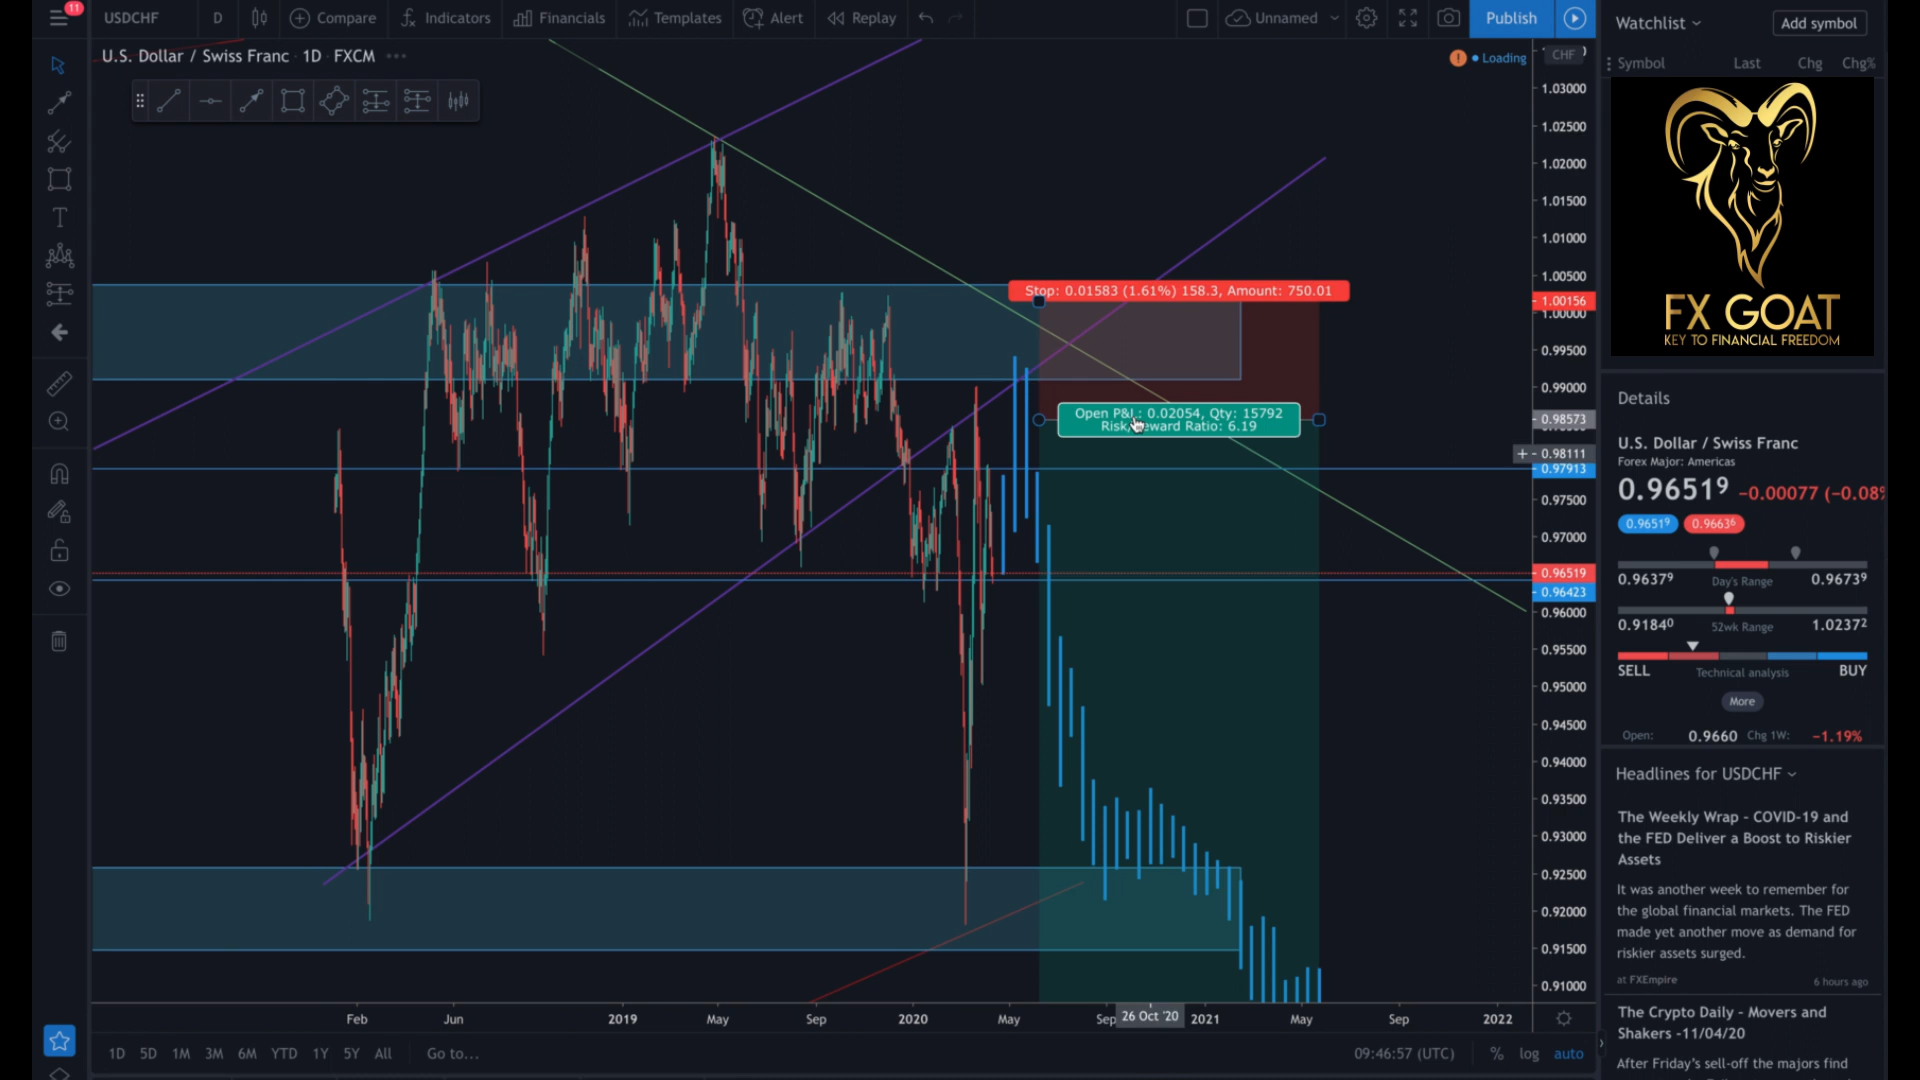 11
USDCHF
D
Compare
Indicators
Financials
Templates
Alert
Replay
Unnamed
Publish
U.S. Dollar / Swiss Franc · 1D · FXCM
Loading
CHF
Stop: 0.01583 (1.61%) 158.3, Amount: 750.01
Open P&L: 0.02054, Qty: 15792
Risk/Reward Ratio: 6.19
1.03000
1.02500
1.02000
1.01500
1.01000
1.00500
1.00156
1.00000
0.99500
0.99000
0.98573
0.98111
0.97913
0.97500
0.97000
0.96519
0.96423
0.96000
0.95500
0.95000
0.94500
0.94000
0.93500
0.93000
0.92500
0.92000
0.91500
0.91000
Feb Jun 2019 May Sep 2020 May Sep 26 Oct '20 2021 May Sep 2022
1D 5D 1M 3M 6M YTD 1Y 5Y All Go to...
09:46:57 (UTC) % log auto
Watchlist
Add symbol
Symbol Last Chg Chg%
FX GOAT
KEY TO FINANCIAL FREEDOM
Details
U.S. Dollar / Swiss Franc
Forex Major: Americas
0.96519 −0.00077 (−0.08%
0.96519 0.96636
0.96379 Day's Range 0.96739
0.91840 52wk Range 1.02372
SELL Technical analysis BUY
More
Open: 0.9660 Chg 1W: −1.19%
Headlines for USDCHF
The Weekly Wrap - COVID-19 and
the FED Deliver a Boost to Riskier
Assets
It was another week to remember for
the global financial markets. The FED
made yet another move as demand for
riskier assets surged.
at FXEmpire 6 hours ago
The Crypto Daily - Movers and
Shakers -11/04/20
After Friday's sell-off the majors find